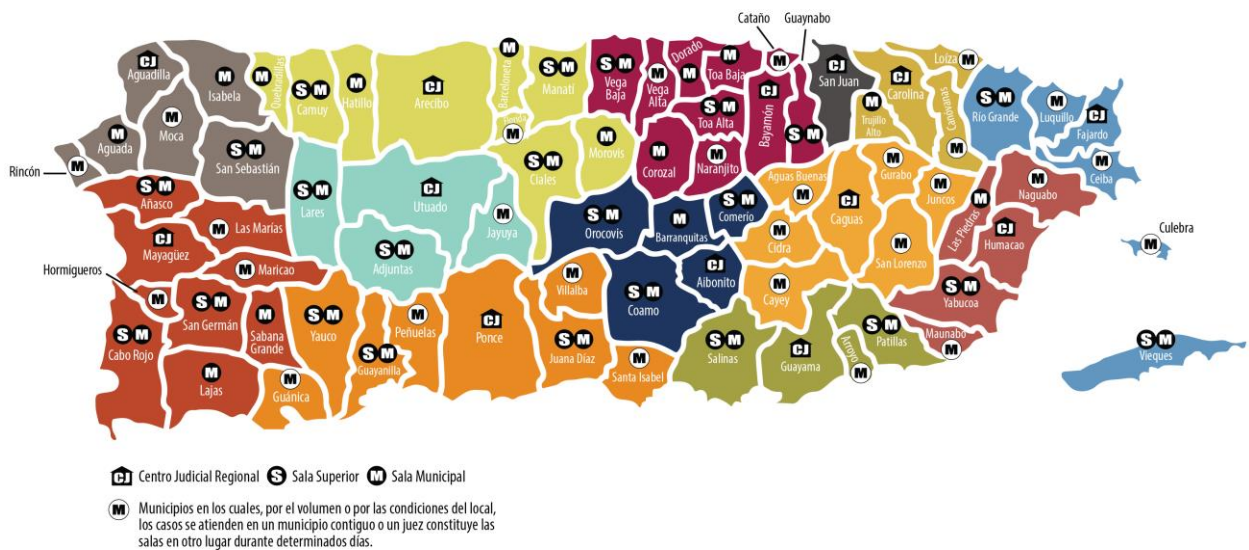 Cataño
Guaynabo
Aguadilla
Isabela
Quebradillas
Camuy
Hatillo
Arecibo
Barceloneta
Florida
Manatí
Vega
Baja
Vega
Alta
Dorado
Toa Baja
Toa Alta
Bayamón
San Juan
Carolina
Trujillo
Alto
Loíza
Canóvanas
Río Grande
Luquillo
Fajardo
Ceiba
Rincón
Aguada
Moca
San Sebastián
Lares
Utuado
Ciales
Morovis
Corozal
Naranjito
Aguas Buenas
Gurabo
Juncos
Caguas
Las Piedras
Naguabo
Humacao
Culebra
Añasco
Las Marías
Mayagüez
Maricao
Adjuntas
Jayuya
Orocovis
Barranquitas
Comerío
Cidra
San Lorenzo
Aibonito
Hormigueros
Cabo Rojo
San Germán
Sabana
Grande
Yauco
Guayanilla
Peñuelas
Ponce
Villalba
Juana Díaz
Coamo
Cayey
Yabucoa
Maunabo
Vieques
Lajas
Guánica
Santa Isabel
Salinas
Guayama
Arroyo
Patillas
CJ Centro Judicial Regional S Sala Superior M Sala Municipal
M Municipios en los cuales, por el volumen o por las condiciones del local,
los casos se atienden en un municipio contiguo o un juez constituye las
salas en otro lugar durante determinados días.